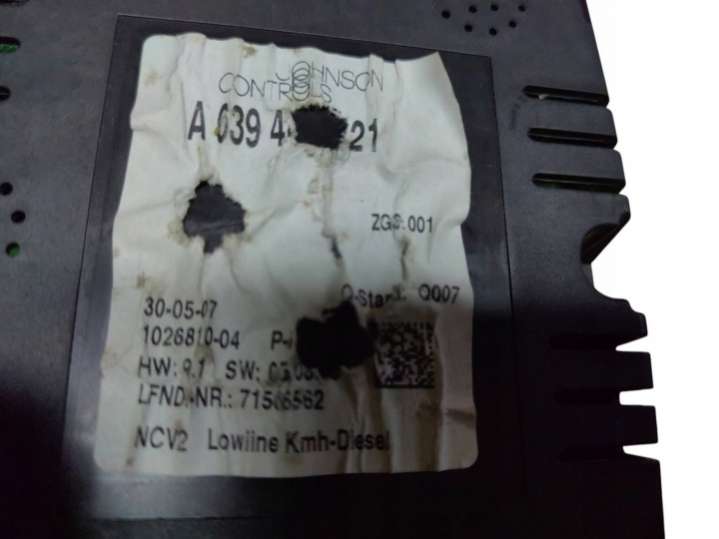 JOHNSON
CONTROLS
A 039 4 21
ZGS: 001
30-05-07
Q-Stand: Q007
1026810-04
HW: 9.1 SW:
LFND.-NR.:
NCV2 Lowline Kmh-Diesel